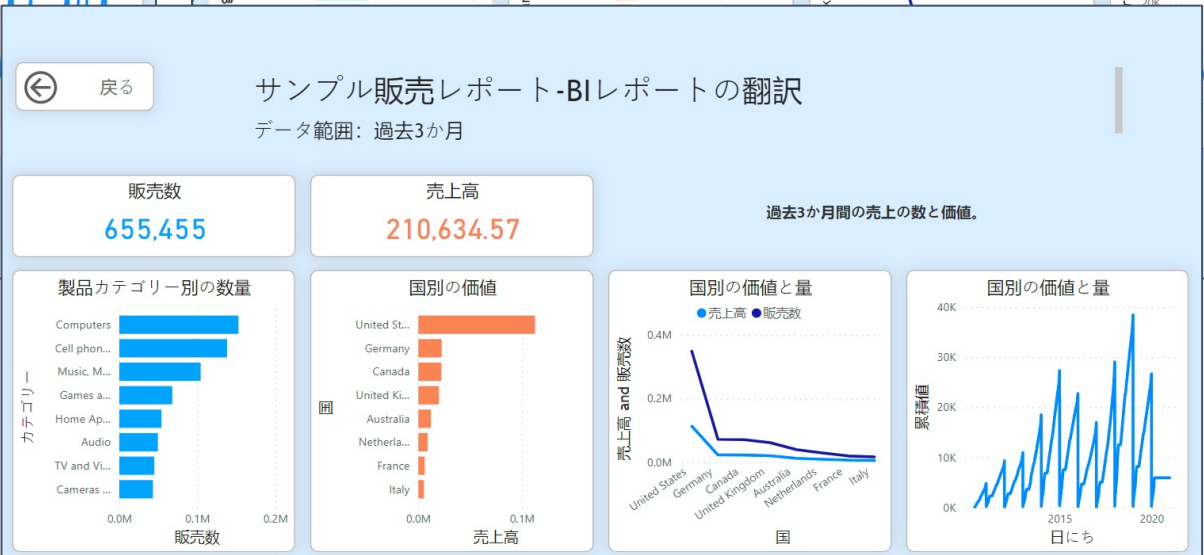 戻る
サンプル販売レポート-BIレポートの翻訳
データ範囲：過去3か月
販売数
655,455
売上高
210,634.57
過去3か月間の売上の数と価値。
製品カテゴリー別の数量
カテゴリー
Computers
Cell phon...
Music, M...
Games a...
Home Ap...
Audio
TV and Vi...
Cameras ...
0.0M 0.1M 0.2M
販売数
国別の価値
国
United St...
Germany
Canada
United Ki...
Australia
Netherla...
France
Italy
0.0M 0.1M
売上高
国別の価値と量
売上高 販売数
売上高 and 販売数
0.4M
0.2M
0.0M
United States
Germany
Canada
United Kingdom
Australia
Netherlands
France
Italy
国
国別の価値と量
累積値
40K
30K
20K
10K
0K
2015 2020
日にち